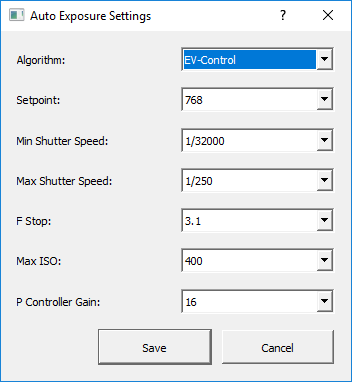 Auto Exposure Settings ?
Algorithm: EV-Control
Setpoint: 768
Min Shutter Speed: 1/32000
Max Shutter Speed: 1/250
F Stop: 3.1
Max ISO: 400
P Controller Gain: 16
Save Cancel